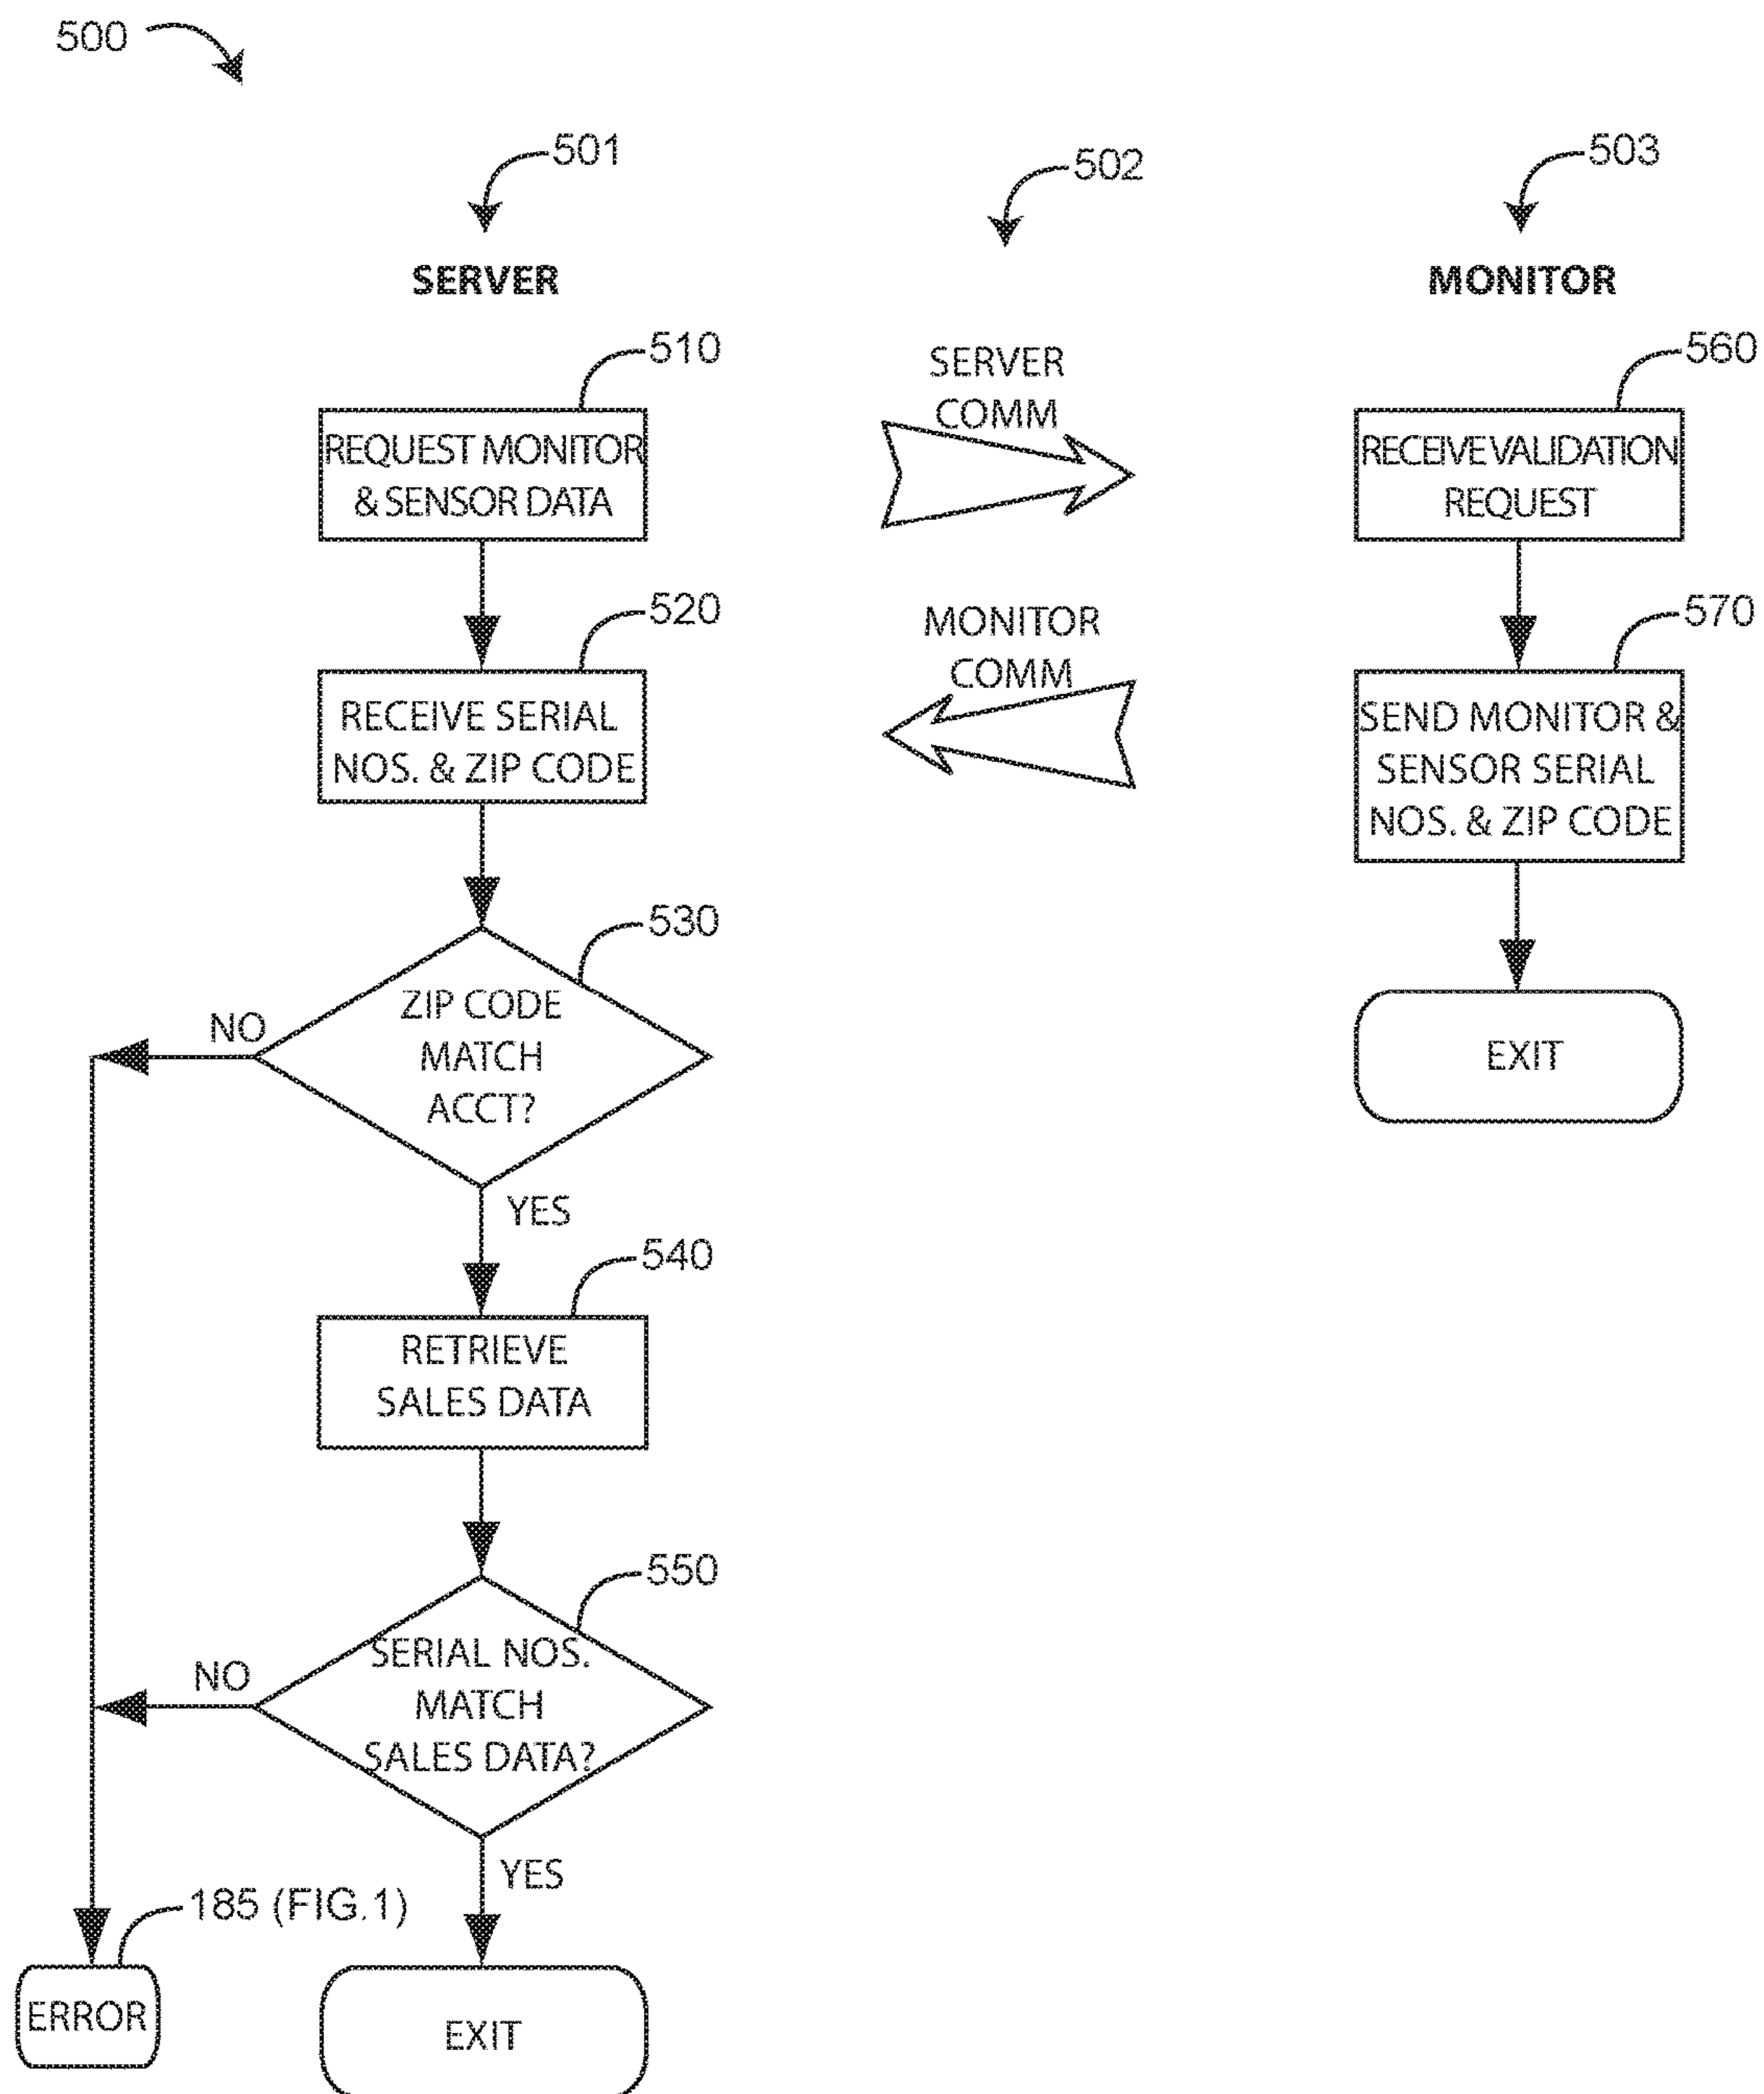 500
501
502
503
SERVER
MONITOR
510
SERVER
COMM
560
REQUEST MONITOR
& SENSOR DATA
RECEIVE VALIDATION
REQUEST
520
MONITOR
COMM
570
RECEIVE SERIAL
NOS. & ZIP CODE
SEND MONITOR &
SENSOR SERIAL
NOS. & ZIP CODE
530
ZIP CODE
MATCH
ACCT?
NO
EXIT
YES
540
RETRIEVE
SALES DATA
550
SERIAL NOS.
MATCH
SALES DATA?
NO
YES
185 (FIG.1)
ERROR
EXIT